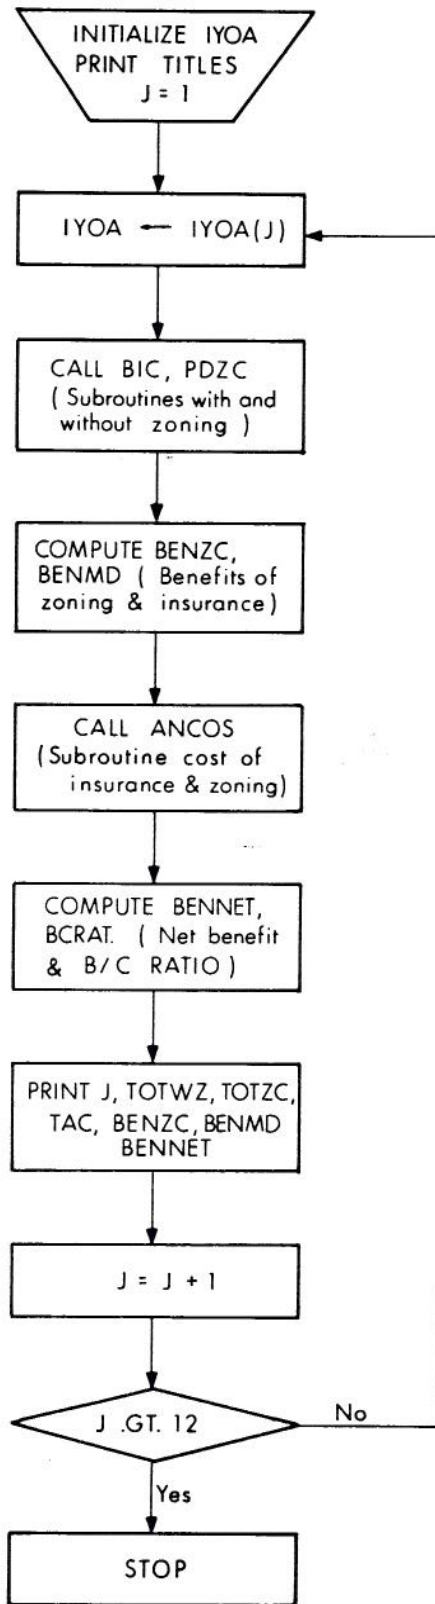 INITIALIZE IYOA
PRINT TITLES
J = 1
IYOA ← IYOA(J)
CALL BIC, PDZC
( Subroutines with and
without zoning )
COMPUTE BENZC,
BENMD ( Benefits of
zoning & insurance)
CALL ANCOS
(Subroutine cost of
insurance & zoning)
COMPUTE BENNET,
BCRAT. ( Net benefit
& B/C RATIO )
PRINT J, TOTWZ, TOTZC,
TAC, BENZC, BENMD
BENNET
J = J + 1
J .GT. 12
No
Yes
STOP